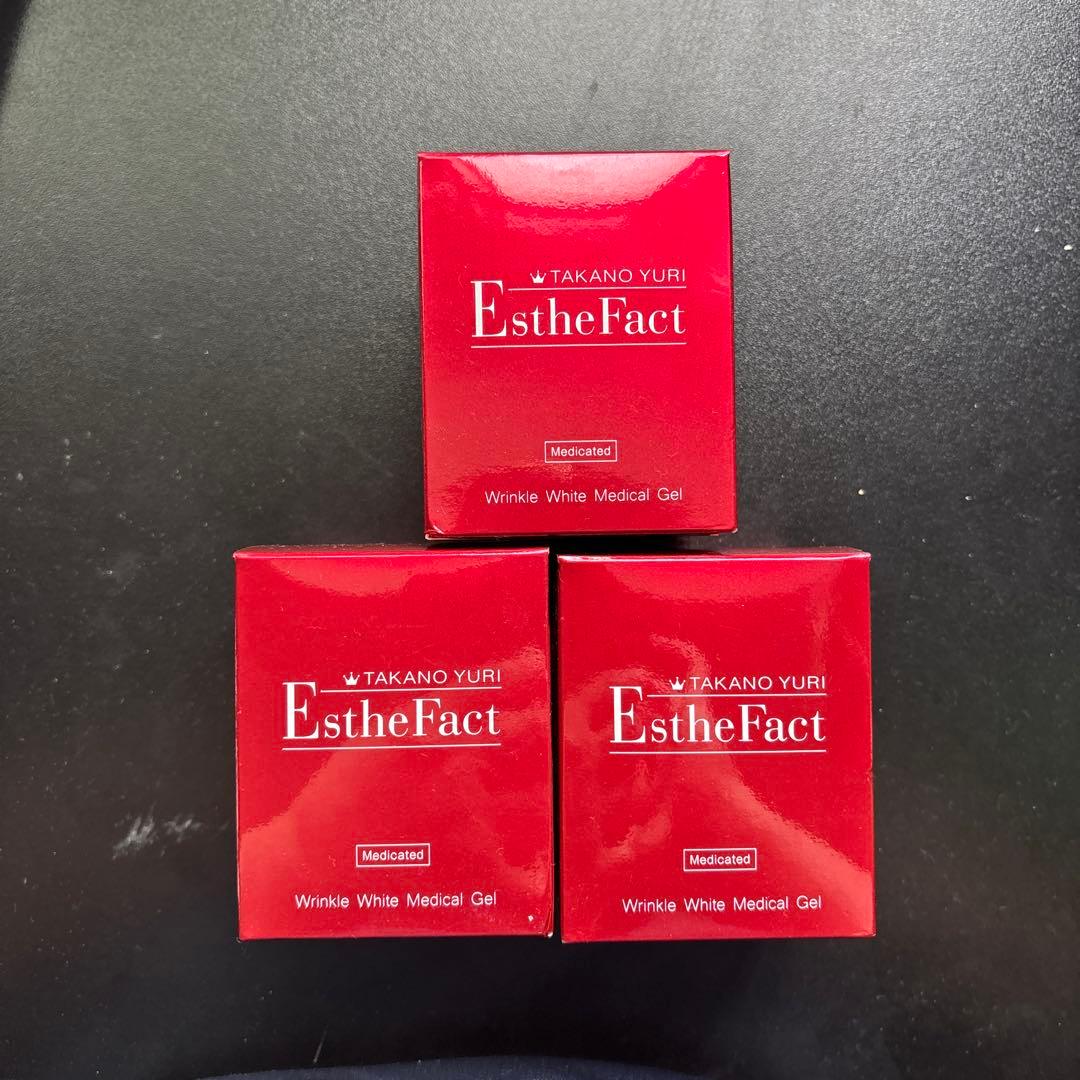 TAKANO YURI
EstheFact
Medicated
Wrinkle White Medical Gel
TAKANO YURI
EstheFact
Medicated
Wrinkle White Medical Gel
TAKANO YURI
EstheFact
Medicated
Wrinkle White Medical Gel